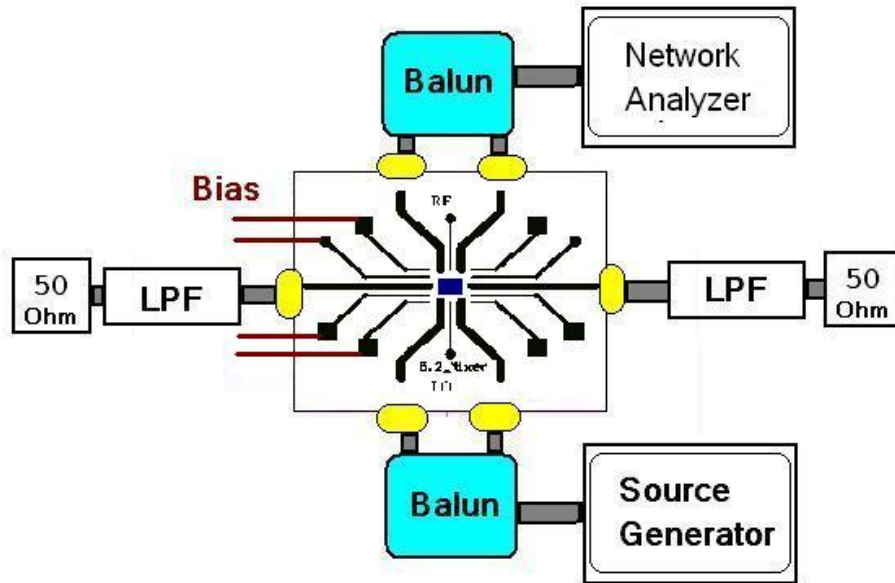 Balun
Network
Analyzer
Bias
RF
50
Ohm
LPF
LPF
50
Ohm
Balun
Source
Generator